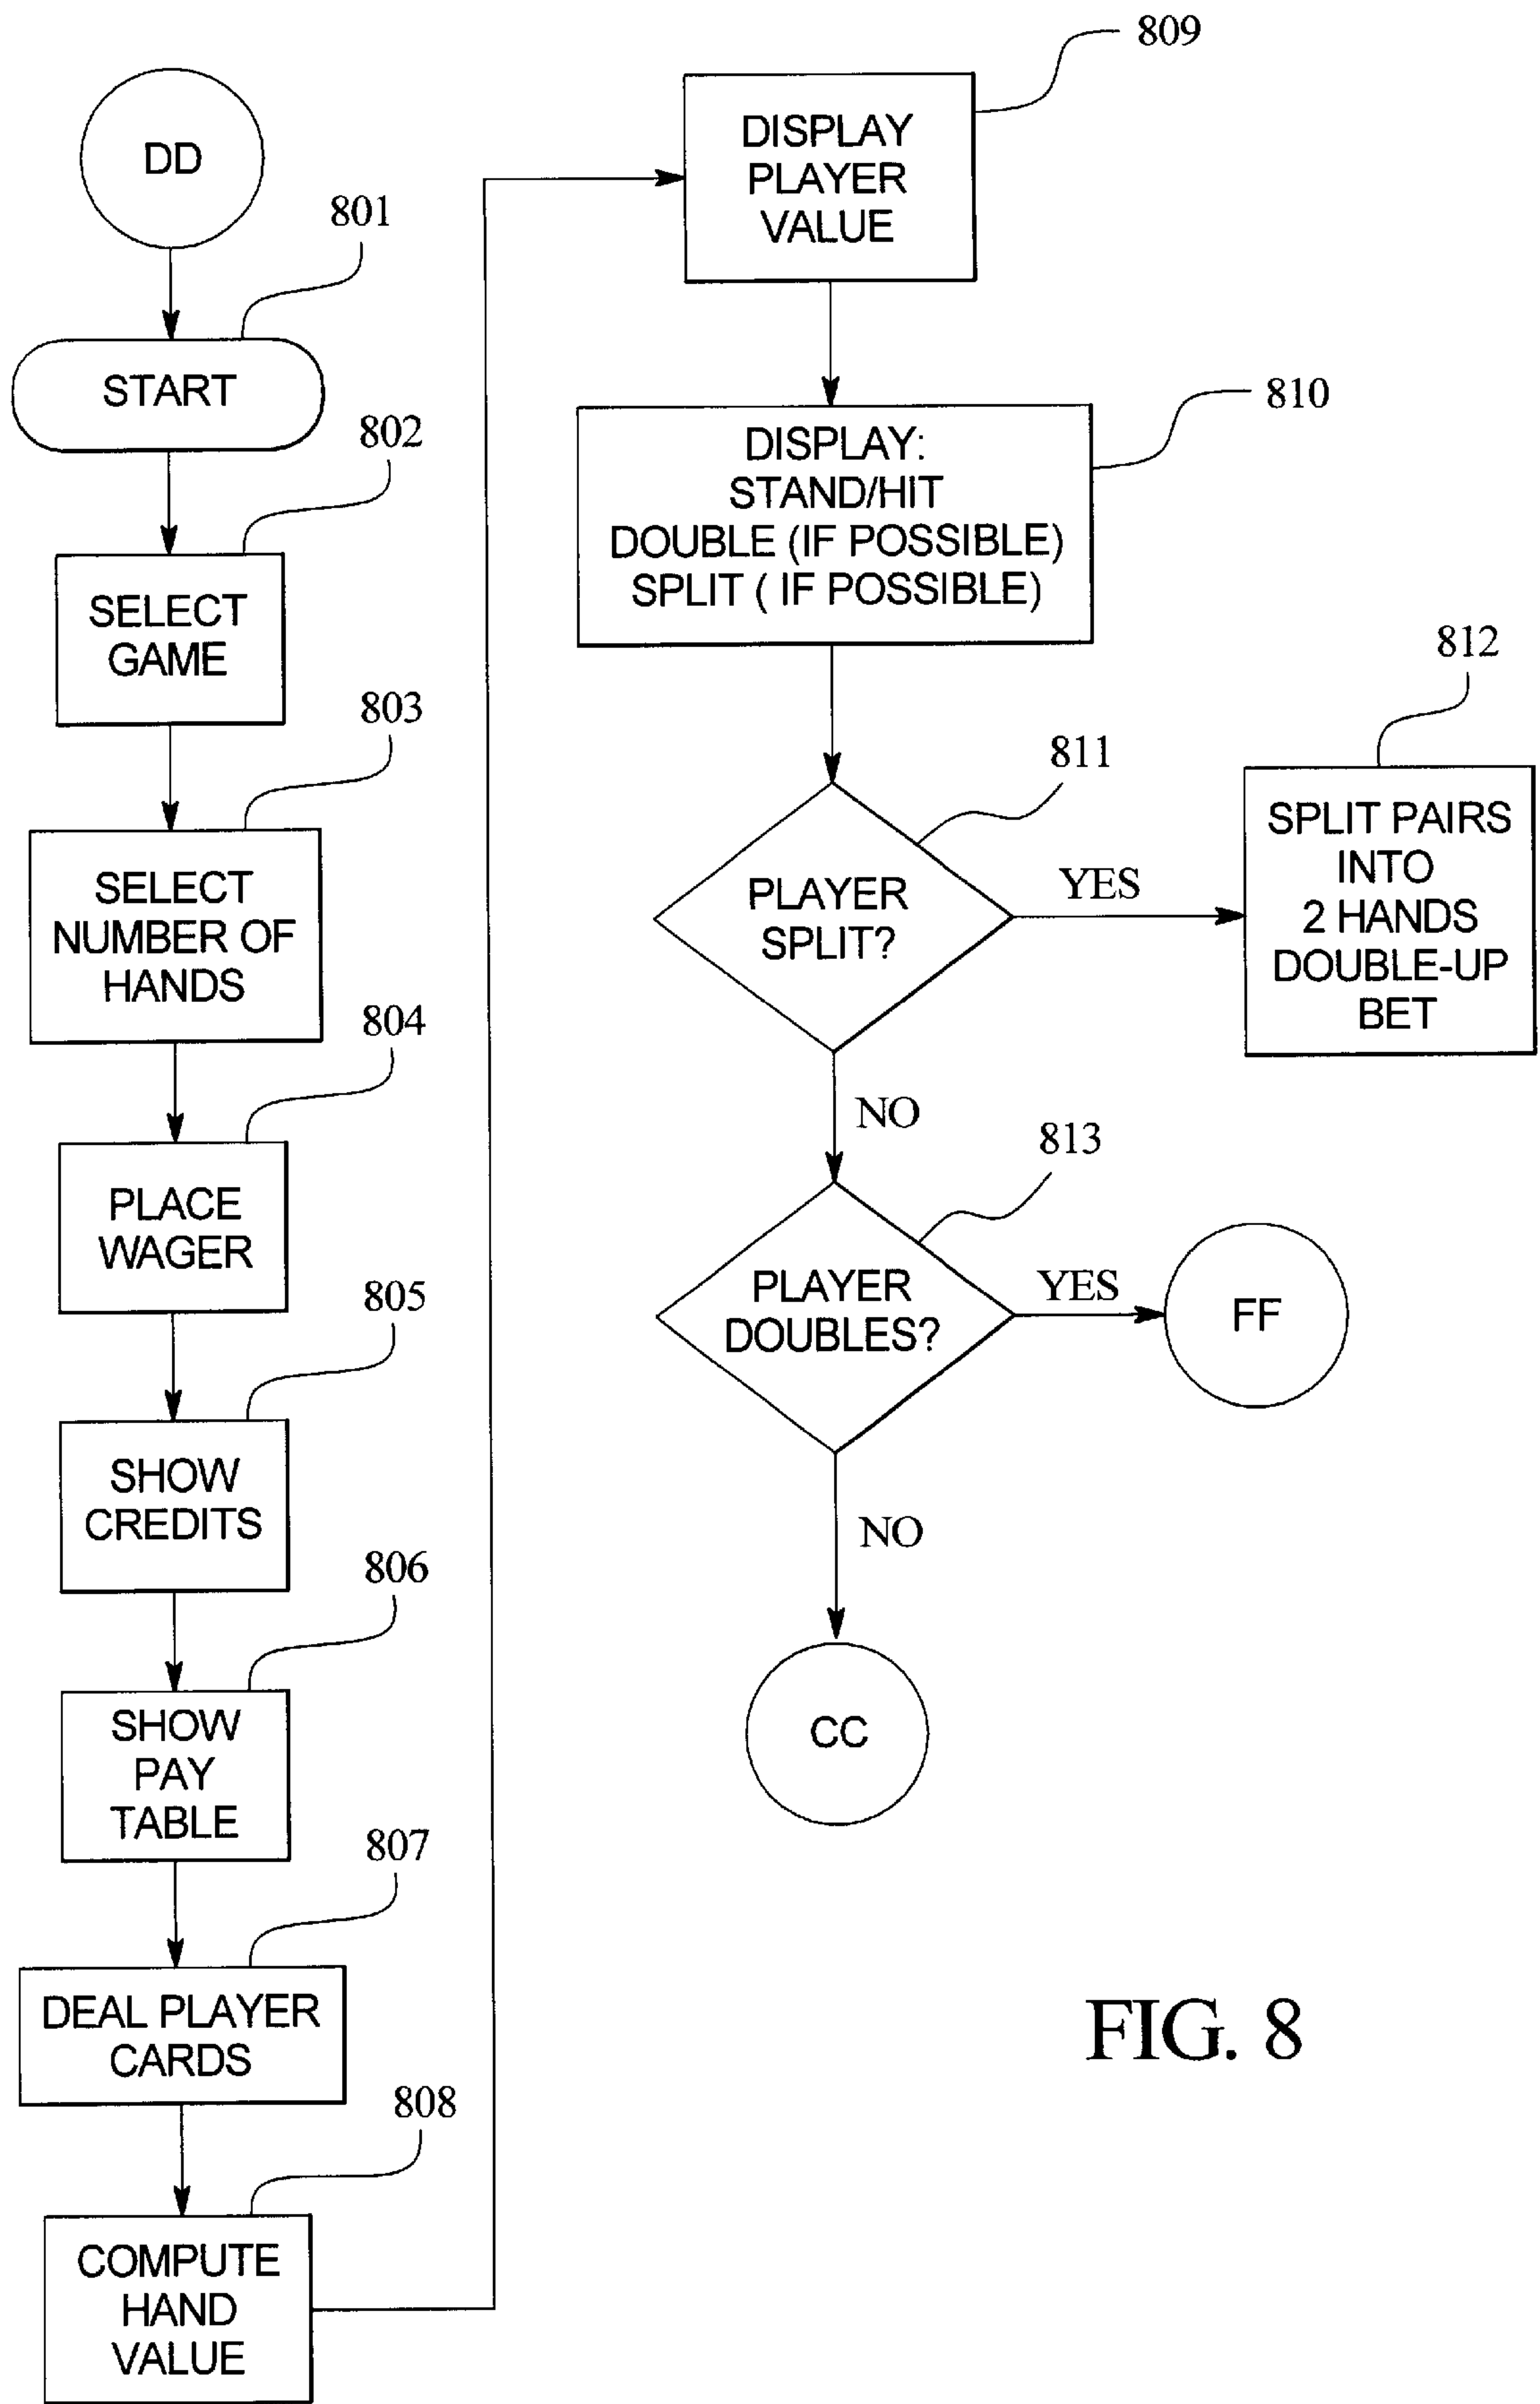 DD
801
START
802
SELECT
GAME
803
SELECT
NUMBER OF
HANDS
804
PLACE
WAGER
805
SHOW
CREDITS
806
SHOW
PAY
TABLE
807
DEAL PLAYER
CARDS
808
COMPUTE
HAND
VALUE
809
DISPLAY
PLAYER
VALUE
810
DISPLAY:
STAND/HIT
DOUBLE (IF POSSIBLE)
SPLIT ( IF POSSIBLE)
811
PLAYER
SPLIT?
YES
812
SPLIT PAIRS
INTO
2 HANDS
DOUBLE-UP
BET
NO
813
PLAYER
DOUBLES?
YES
FF
NO
CC
FIG. 8